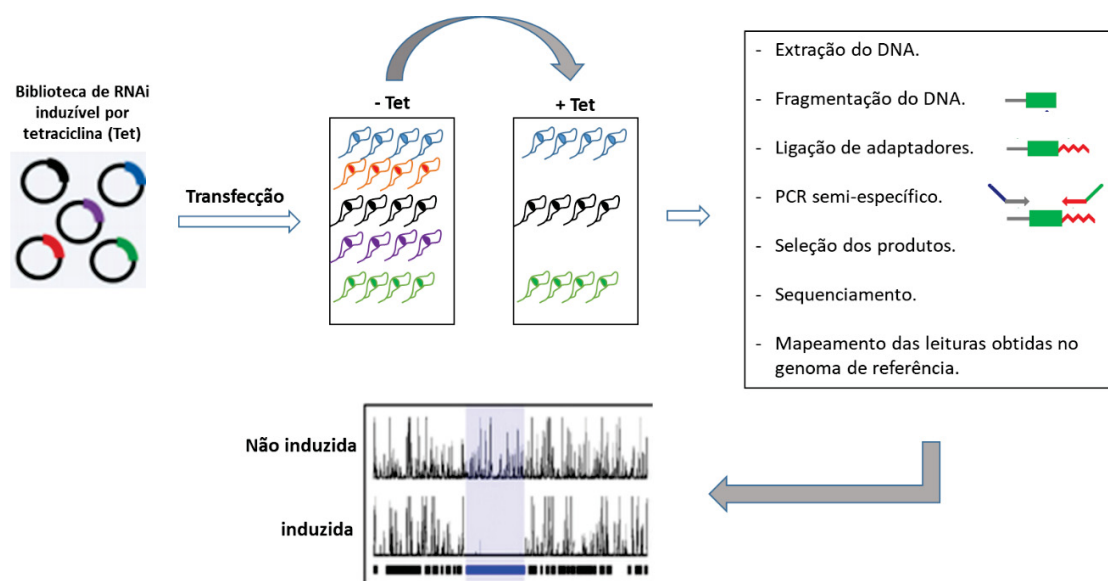 Biblioteca de RNAi
induzível por
tetraciclina (Tet)
Transfecção
- Tet
+ Tet
- Extração do DNA.
- Fragmentação do DNA.
- Ligação de adaptadores.
- PCR semi-específico.
- Seleção dos produtos.
- Sequenciamento.
- Mapeamento das leituras obtidas no
genoma de referência.
Não induzida
induzida